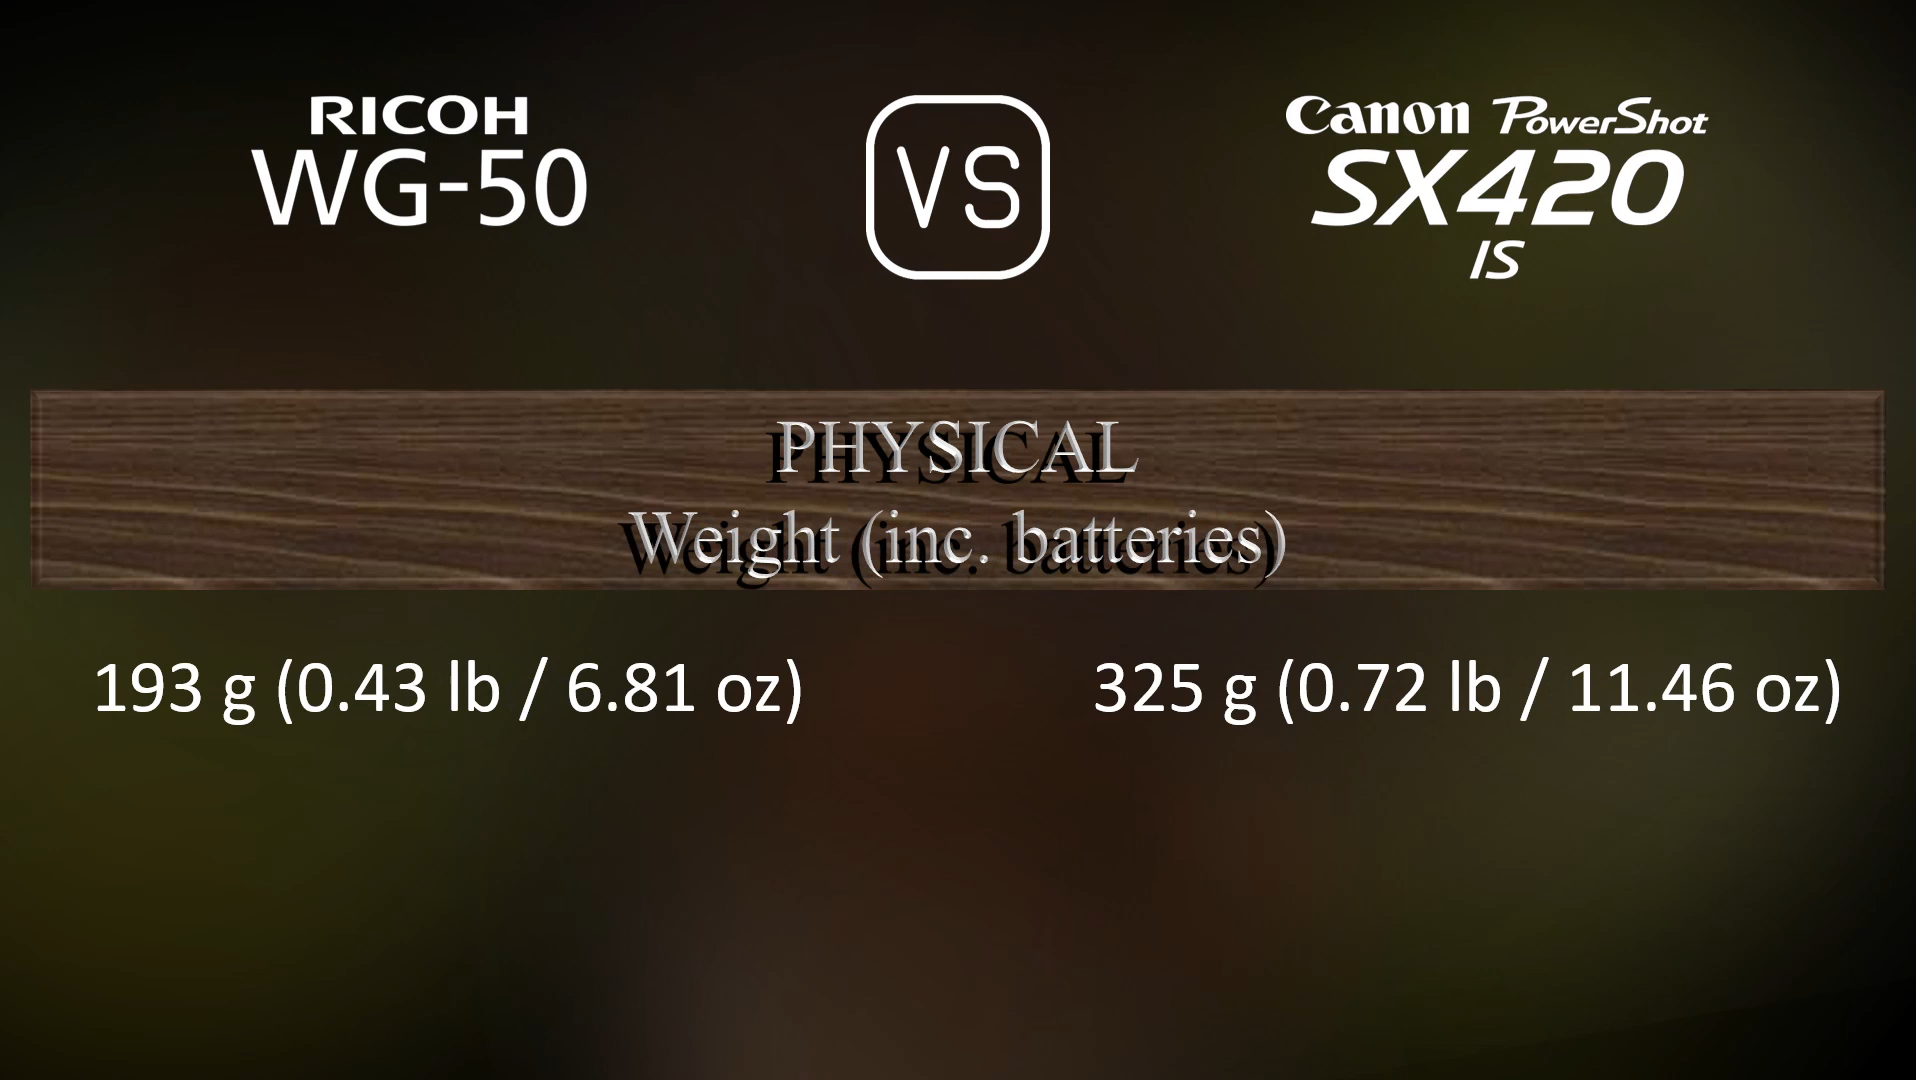 RICOH
WG-50
VS
Canon PowerShot
SX420
IS
PHYSICAL
Weight (inc. batteries)
193 g (0.43 lb / 6.81 oz)
325 g (0.72 lb / 11.46 oz)